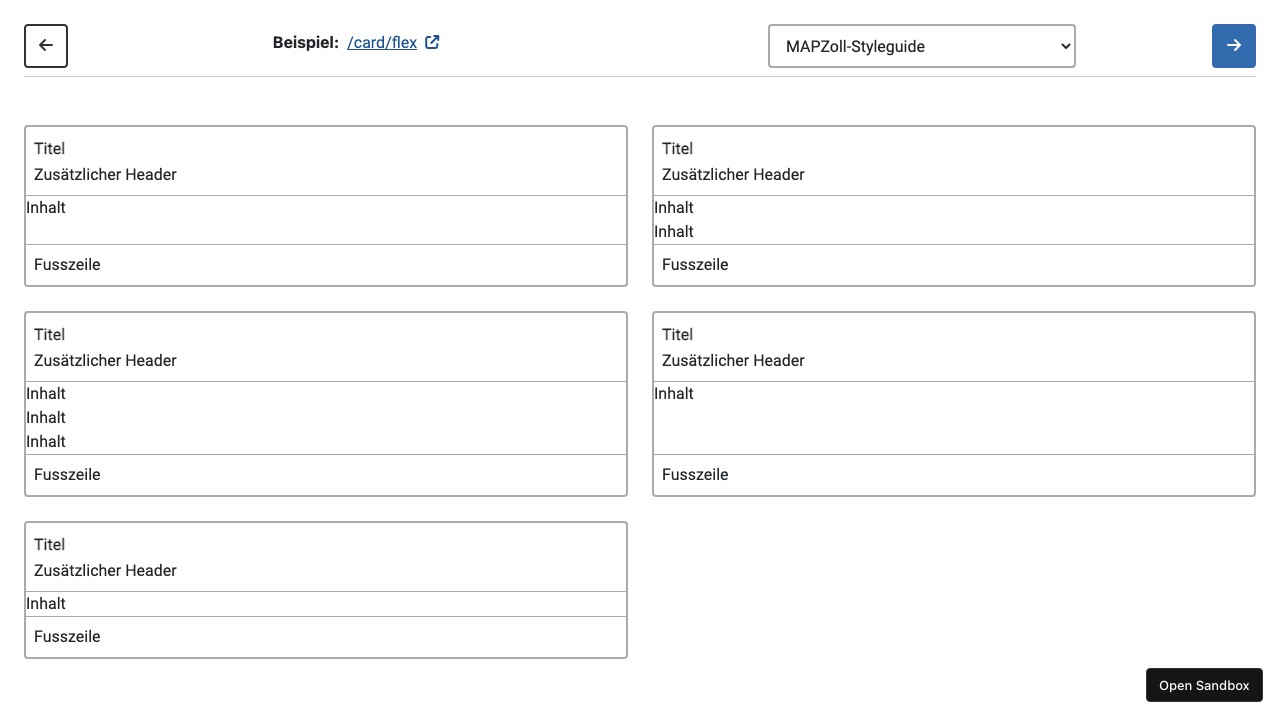 Beispiel: /card/flex
MAPZoll-Styleguide
Titel
Zusätzlicher Header
Inhalt
Fusszeile
Titel
Zusätzlicher Header
Inhalt
Inhalt
Fusszeile
Titel
Zusätzlicher Header
Inhalt
Inhalt
Inhalt
Fusszeile
Titel
Zusätzlicher Header
Inhalt
Fusszeile
Titel
Zusätzlicher Header
Inhalt
Fusszeile
Open Sandbox